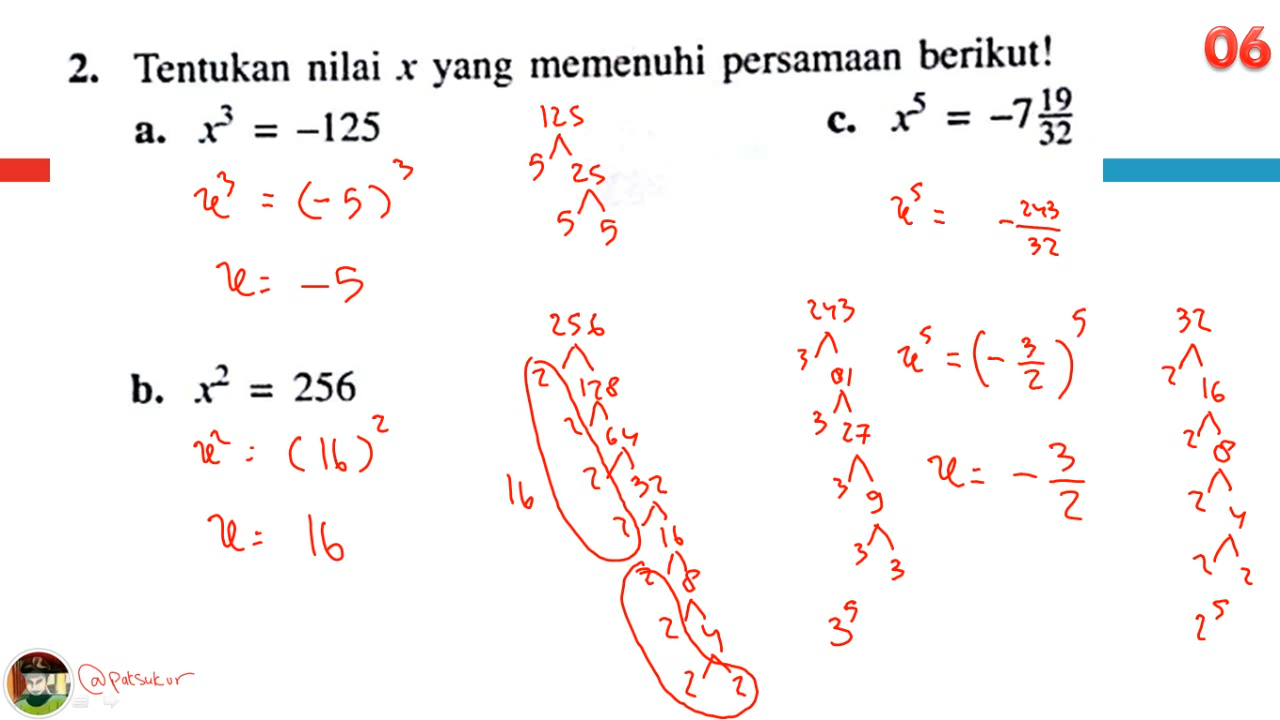 06
2. Tentukan nilai x yang memenuhi persamaan berikut!
a. x³ = –125
x³ = (-5)³
x = -5
125
5 25
5 5
b. x² = 256
x² = (16)²
x = 16
256
2 128
2 64
2 32
2 16
2 8
2 4
2 2
16
c. x⁵ = –7 19/32
x⁵ = - 243/32
x⁵ = (- 3/2)⁵
x = - 3/2
243
3 81
3 27
3 9
3 3
3⁵
32
2 16
2 8
2 4
2 2
2⁵
@patsukur